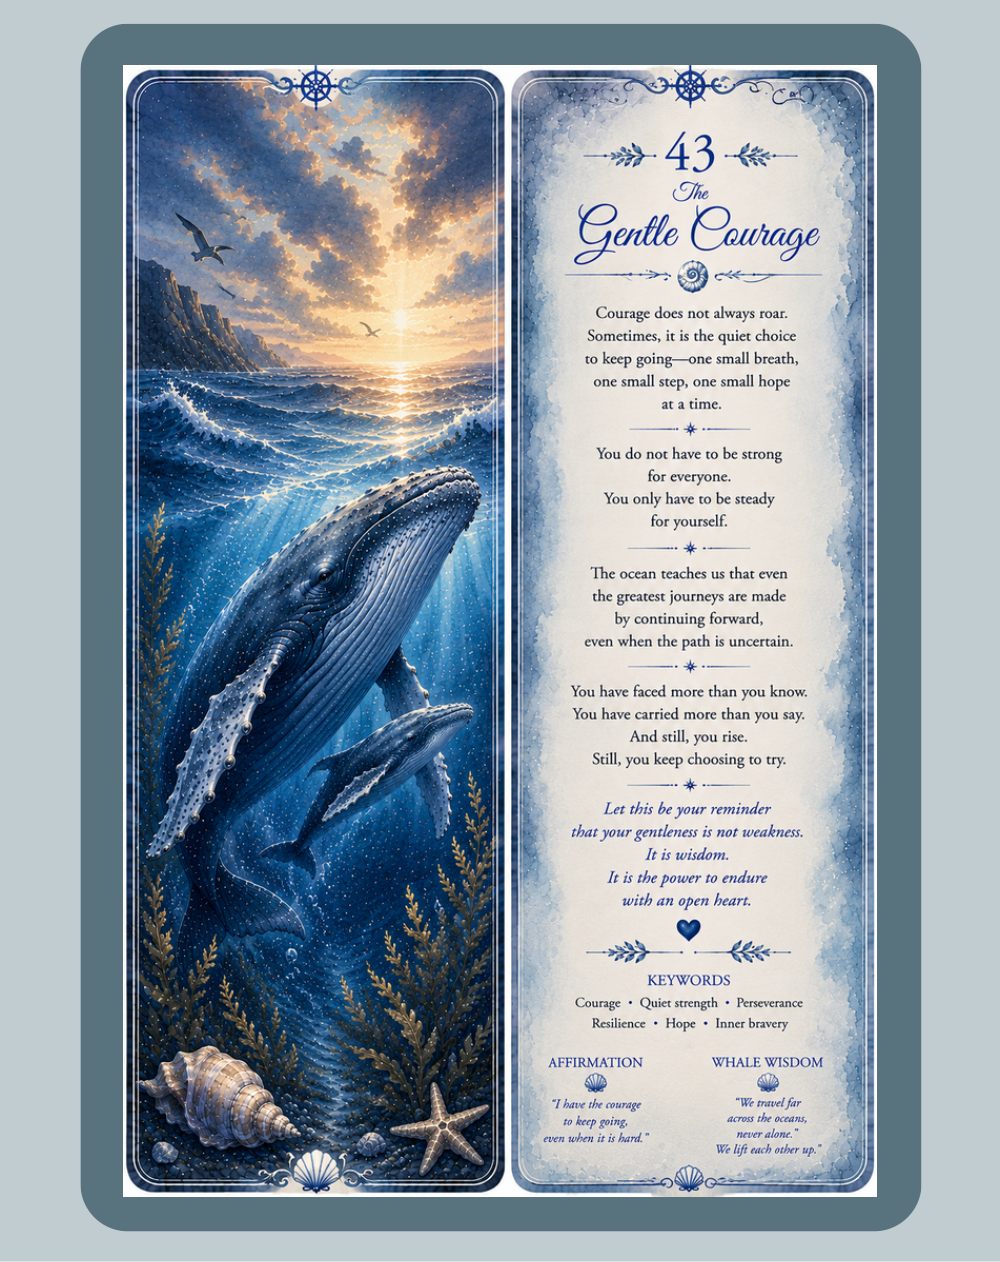 43
The
Gentle Courage
Courage does not always roar.
Sometimes, it is the quiet choice
to keep going—one small breath,
one small step, one small hope
at a time.
You do not have to be strong
for everyone.
You only have to be steady
for yourself.
The ocean teaches us that even
the greatest journeys are made
by continuing forward,
even when the path is uncertain.
You have faced more than you know.
You have carried more than you say.
And still, you rise.
Still, you keep choosing to try.
Let this be your reminder
that your gentleness is not weakness.
It is wisdom.
It is the power to endure
with an open heart.
KEYWORDS
Courage • Quiet strength • Perseverance
Resilience • Hope • Inner bravery
AFFIRMATION
“I have the courage
to keep going,
even when it is hard.”
WHALE WISDOM
“We travel far
across the oceans,
never alone.”
We lift each other up.”